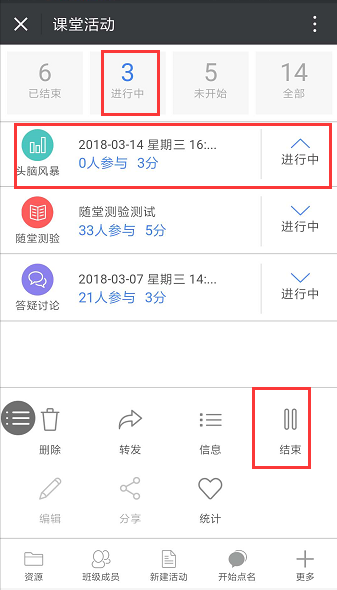 课堂活动
6
3
5
14
已结束
进行中
未开始
全部
2018-03-14 星期三 16:...
0人参与 3分
头脑风暴
进行中
随堂测验测试
33人参与 5分
随堂测验
进行中
2018-03-07 星期三 14:...
21人参与 3分
答疑讨论
进行中
删除
转发
信息
结束
编辑
分享
统计
资源
班级成员
新建活动
开始点名
更多